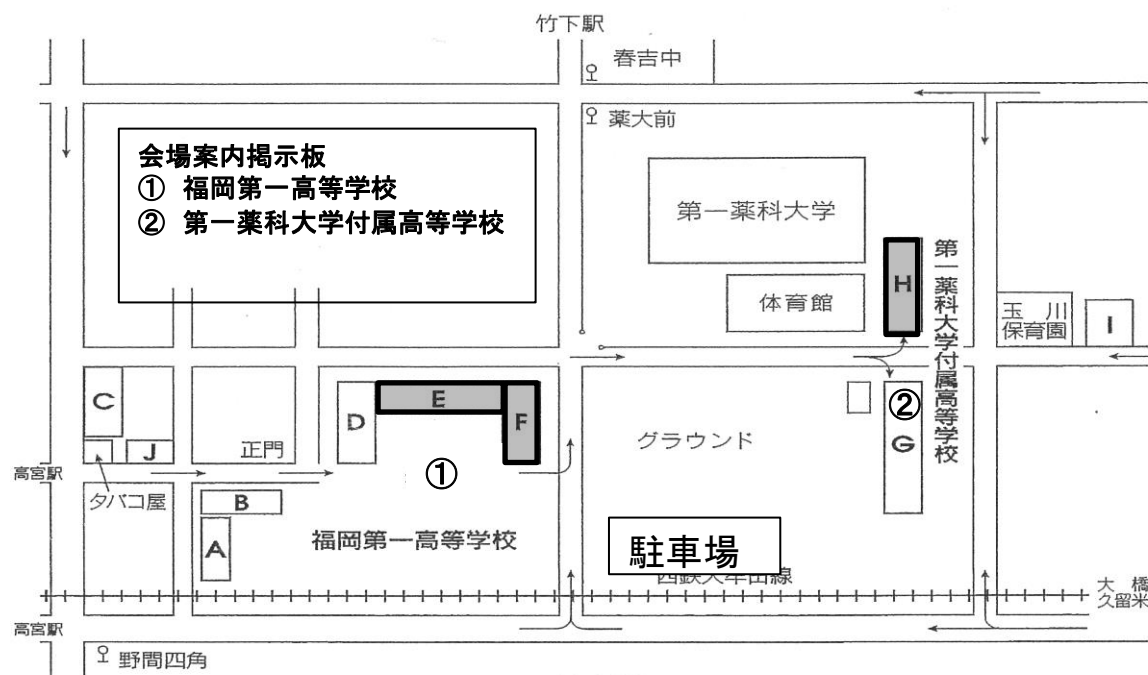 竹下駅
春吉中
薬大前
会場案内掲示板
① 福岡第一高等学校
② 第一薬科大学付属高等学校
第一薬科大学
体育館
H
第一薬科大学付属高等学校
玉川
保育園
I
C
D
E
F
②
G
グラウンド
J
正門
①
高宮駅
タバコ屋
B
A
福岡第一高等学校
駐車場
西鉄大牟田線
大橋
久留米
高宮駅
野間四角